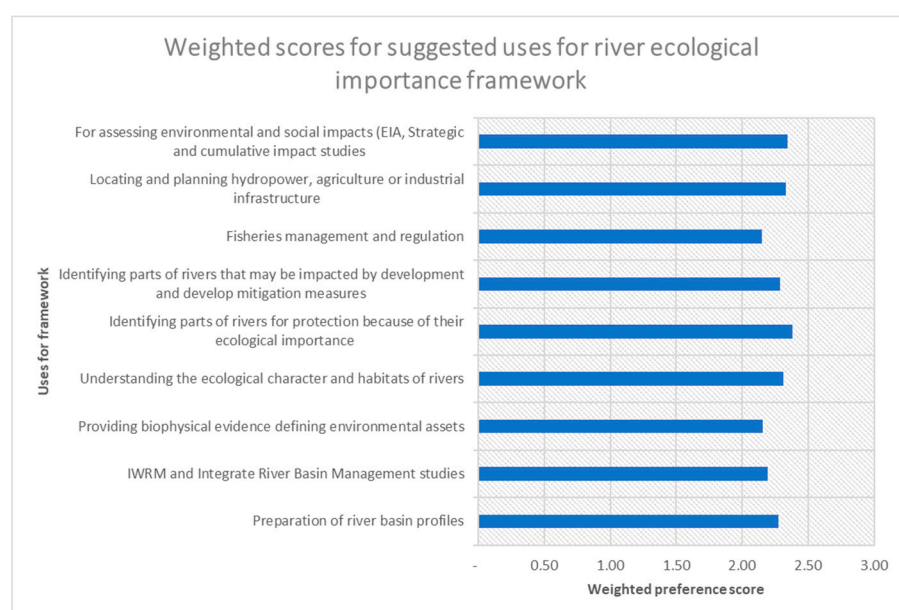 Weighted scores for suggested uses for river ecological
importance framework
For assessing environmental and social impacts (EIA, Strategic
and cumulative impact studies
Locating and planning hydropower, agriculture or industrial
infrastructure
Fisheries management and regulation
Identifying parts of rivers that may be impacted by development
and develop mitigation measures
Identifying parts of rivers for protection because of their
ecological importance
Understanding the ecological character and habitats of rivers
Providing biophysical evidence defining environmental assets
IWRM and Integrate River Basin Management studies
Preparation of river basin profiles
Uses for framework
- 0.50 1.00 1.50 2.00 2.50 3.00
Weighted preference score